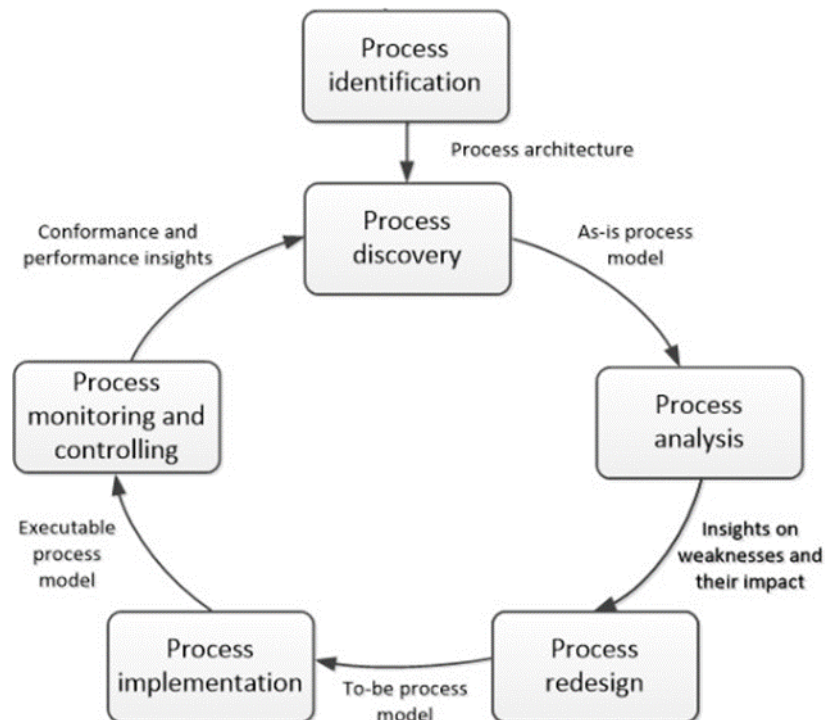 Process
identification
Process architecture
Process
discovery
Conformance and
performance insights
As-is process
model
Process
monitoring and
controlling
Process
analysis
Executable
process
model
Insights on
weaknesses and
their impact
Process
implementation
Process
redesign
To-be process
model